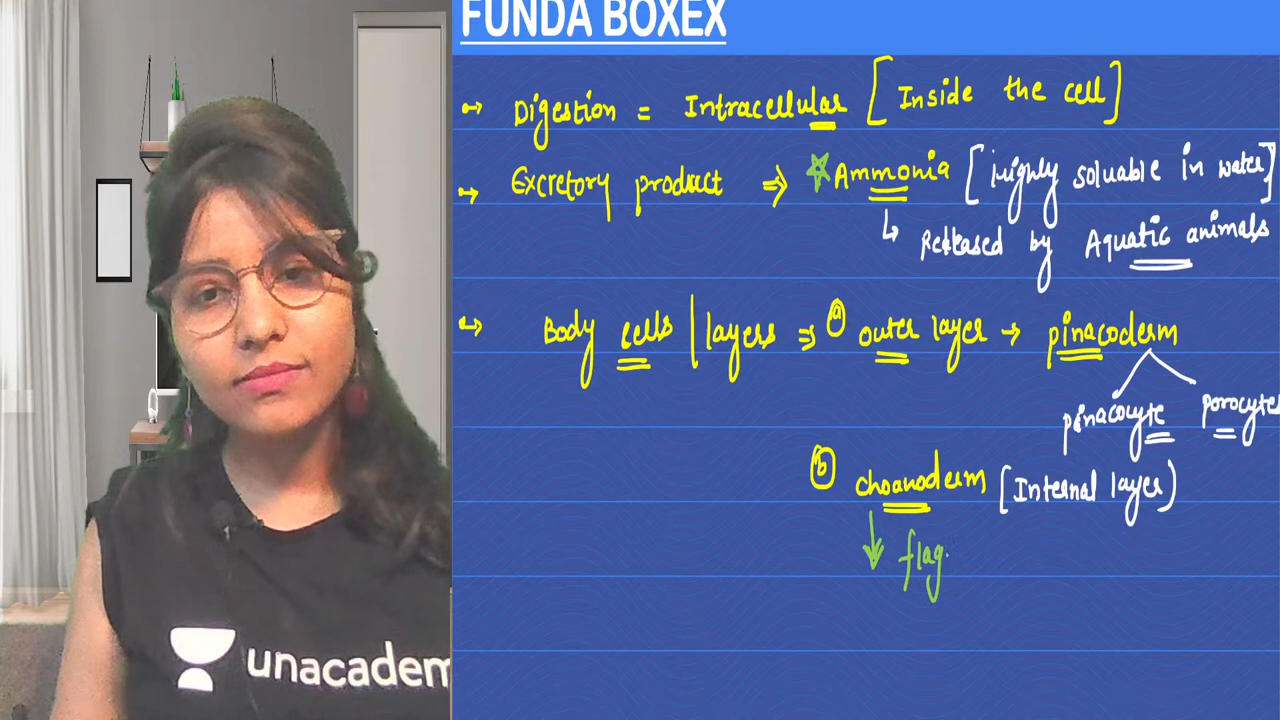 FUNDA BOXEX
Digestion = Intracellular [Inside the cell]
Excretory product ⇒ Ammonia [Highly soluable in water]
↳ Released by Aquatic animals
Body cells | layers ⇒ (a) outer layer → pinacoderm
pinacocyte porocytes
(b) choanoderm [Internal layer)
↓ flag.
unacadem